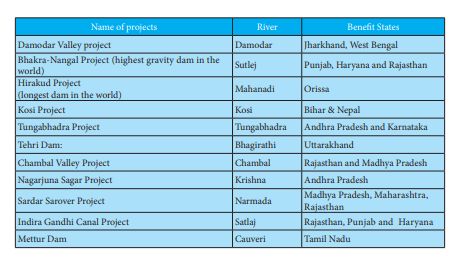 Name of projects River Benefit States
Damodar Valley project Damodar Jharkhand, West Bengal
Bhakra-Nangal Project (highest gravity dam in the
world) Sutlej Punjab, Haryana and Rajasthan
Hirakud Project
(longest dam in the world) Mahanadi Orissa
Kosi Project Kosi Bihar & Nepal
Tungabhadra Project Tungabhadra Andhra Pradesh and Karnataka
Tehri Dam: Bhagirathi Uttarakhand
Chambal Valley Project Chambal Rajasthan and Madhya Pradesh
Nagarjuna Sagar Project Krishna Andhra Pradesh
Sardar Sarover Project Narmada Madhya Pradesh, Maharashtra,
Rajasthan
Indira Gandhi Canal Project Satlaj Rajasthan, Punjab and Haryana
Mettur Dam Cauveri Tamil Nadu